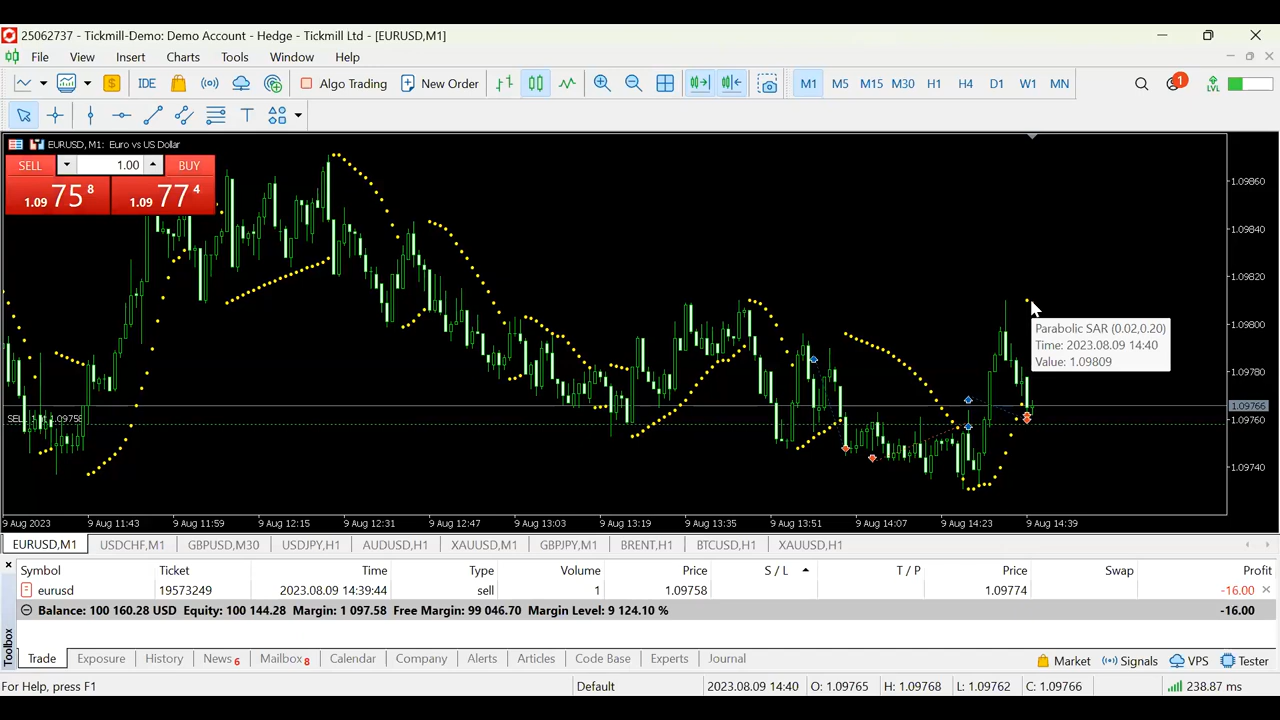 25062737 - Tickmill-Demo: Demo Account - Hedge - Tickmill Ltd - [EURUSD,M1]
File View Insert Charts Tools Window Help
IDE Algo Trading New Order M1 M5 M15 M30 H1 H4 D1 W1 MN 1 LVL
T
EURUSD, M1: Euro vs US Dollar
SELL 1.00 BUY
1.09 75 8 1.09 77 4
1.09860
1.09840
1.09820
1.09800
Parabolic SAR (0.02,0.20)
Time: 2023.08.09 14:40
Value: 1.09809
1.09780
1.09766
1.09760
1.09740
9 Aug 2023 9 Aug 11:43 9 Aug 11:59 9 Aug 12:15 9 Aug 12:31 9 Aug 12:47 9 Aug 13:03 9 Aug 13:19 9 Aug 13:35 9 Aug 13:51 9 Aug 14:07 9 Aug 14:23 9 Aug 14:39
EURUSD,M1 USDCHF,M1 GBPUSD,M30 USDJPY,H1 AUDUSD,H1 XAUUSD,M1 GBPJPY,M1 BRENT,H1 BTCUSD,H1 XAUUSD,H1
Symbol Ticket Time Type Volume Price S / L T / P Price Swap Profit
eurusd 19573249 2023.08.09 14:39:44 sell 1 1.09758 1.09774 -16.00
Balance: 100 160.28 USD Equity: 100 144.28 Margin: 1 097.58 Free Margin: 99 046.70 Margin Level: 9 124.10 % -16.00
Toolbox
Trade Exposure History News 6 Mailbox 8 Calendar Company Alerts Articles Code Base Experts Journal Market Signals VPS Tester
For Help, press F1 Default 2023.08.09 14:40 O: 1.09765 H: 1.09768 L: 1.09762 C: 1.09766 238.87 ms